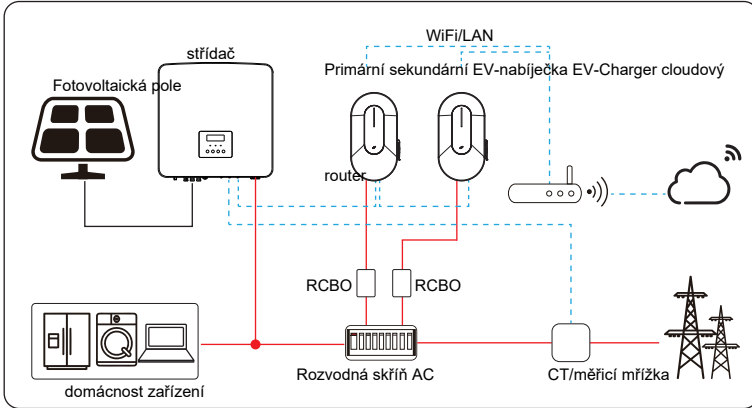 WiFi/LAN
střídač
Primární sekundární EV-nabíječka EV-Charger cloudový
Fotovoltaická pole
router
RCBO
RCBO
Rozvodná skříň AC
CT/měřicí mřížka
domácnost zařízení